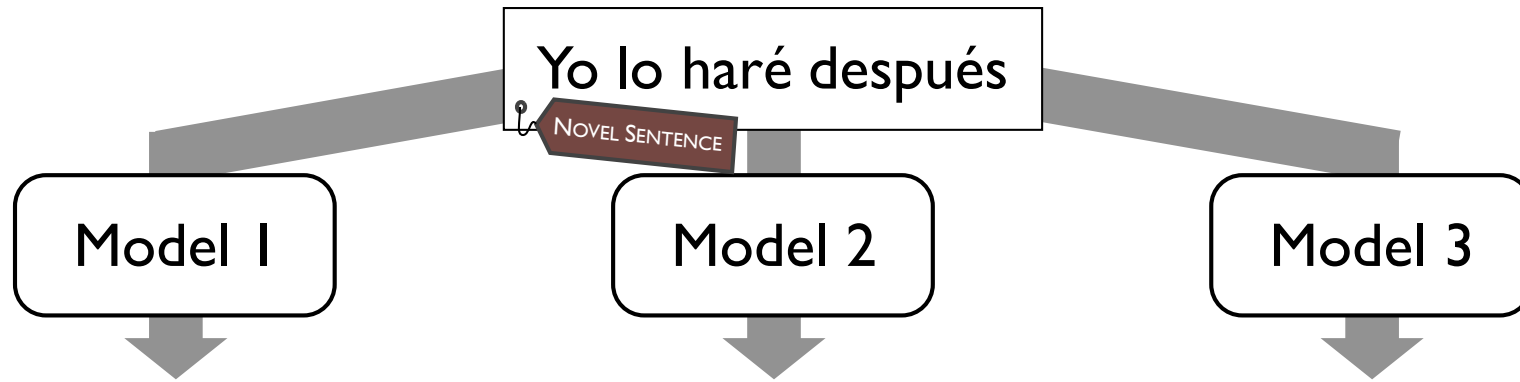 Yo lo haré después
NOVEL SENTENCE
Model 1
Model 2
Model 3